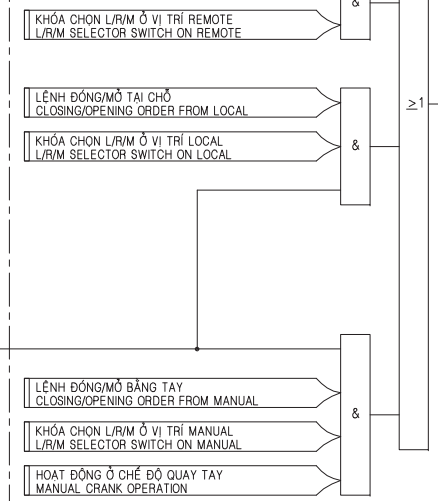 &
KHÓA CHỌN L/R/M Ở VỊ TRÍ REMOTE
L/R/M SELECTOR SWITCH ON REMOTE
LỆNH ĐÓNG/MỞ TẠI CHỖ
CLOSING/OPENING ORDER FROM LOCAL
≥1
KHÓA CHỌN L/R/M Ở VỊ TRÍ LOCAL
L/R/M SELECTOR SWITCH ON LOCAL
&
LỆNH ĐÓNG/MỞ BẰNG TAY
CLOSING/OPENING ORDER FROM MANUAL
&
KHÓA CHỌN L/R/M Ở VỊ TRÍ MANUAL
L/R/M SELECTOR SWITCH ON MANUAL
HOẠT ĐỘNG Ở CHẾ ĐỘ QUAY TAY
MANUAL CRANK OPERATION